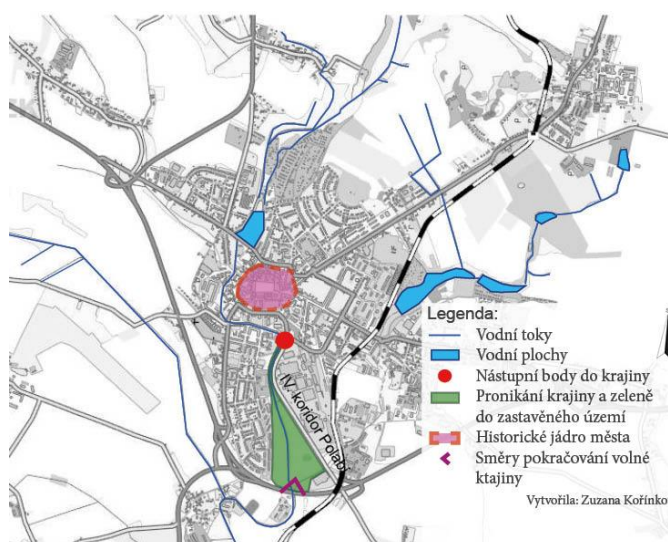 IV. koridor Polabí
Legenda:
Vodní toky
Vodní plochy
Nástupní body do krajiny
Pronikání krajiny a zeleně
do zastavěného území
Historické jádro města
Směry pokračování volné
ktajiny
Vytvořila: Zuzana Kořínko